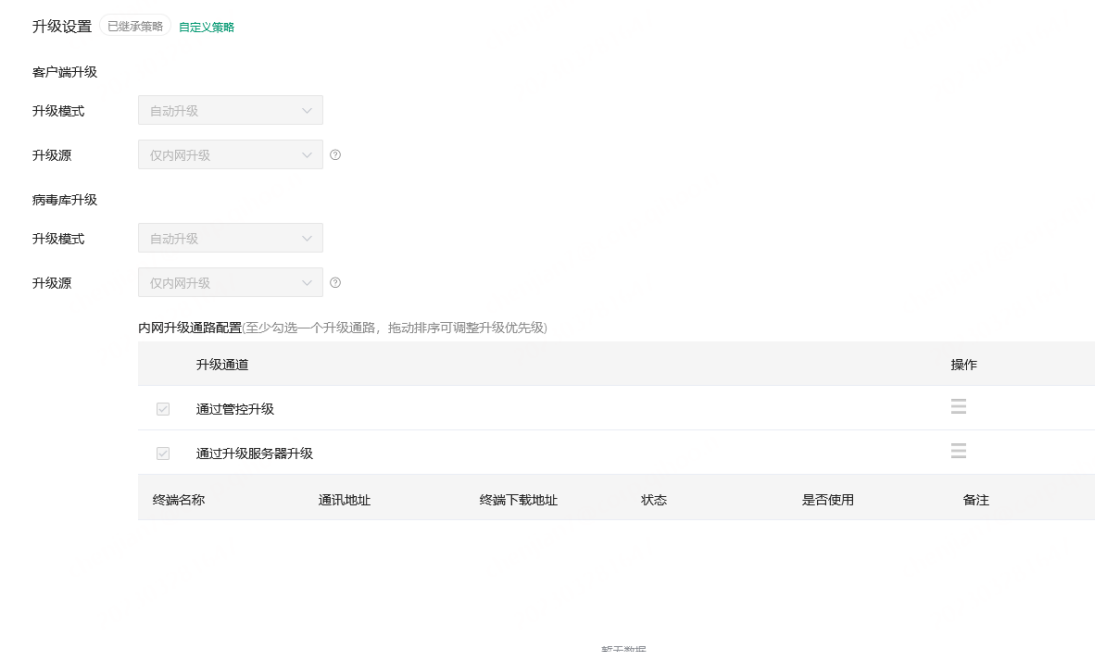 升级设置 已继承策略 自定义策略
客户端升级
升级模式 自动升级
升级源 仅内网升级
病毒库升级
升级模式 自动升级
升级源 仅内网升级
内网升级通路配置(至少勾选一个升级通路，拖动排序可调整升级优先级)
升级通道 操作
通过管控升级
通过升级服务器升级
终端名称 通讯地址 终端下载地址 状态 是否使用 备注
暂无数据